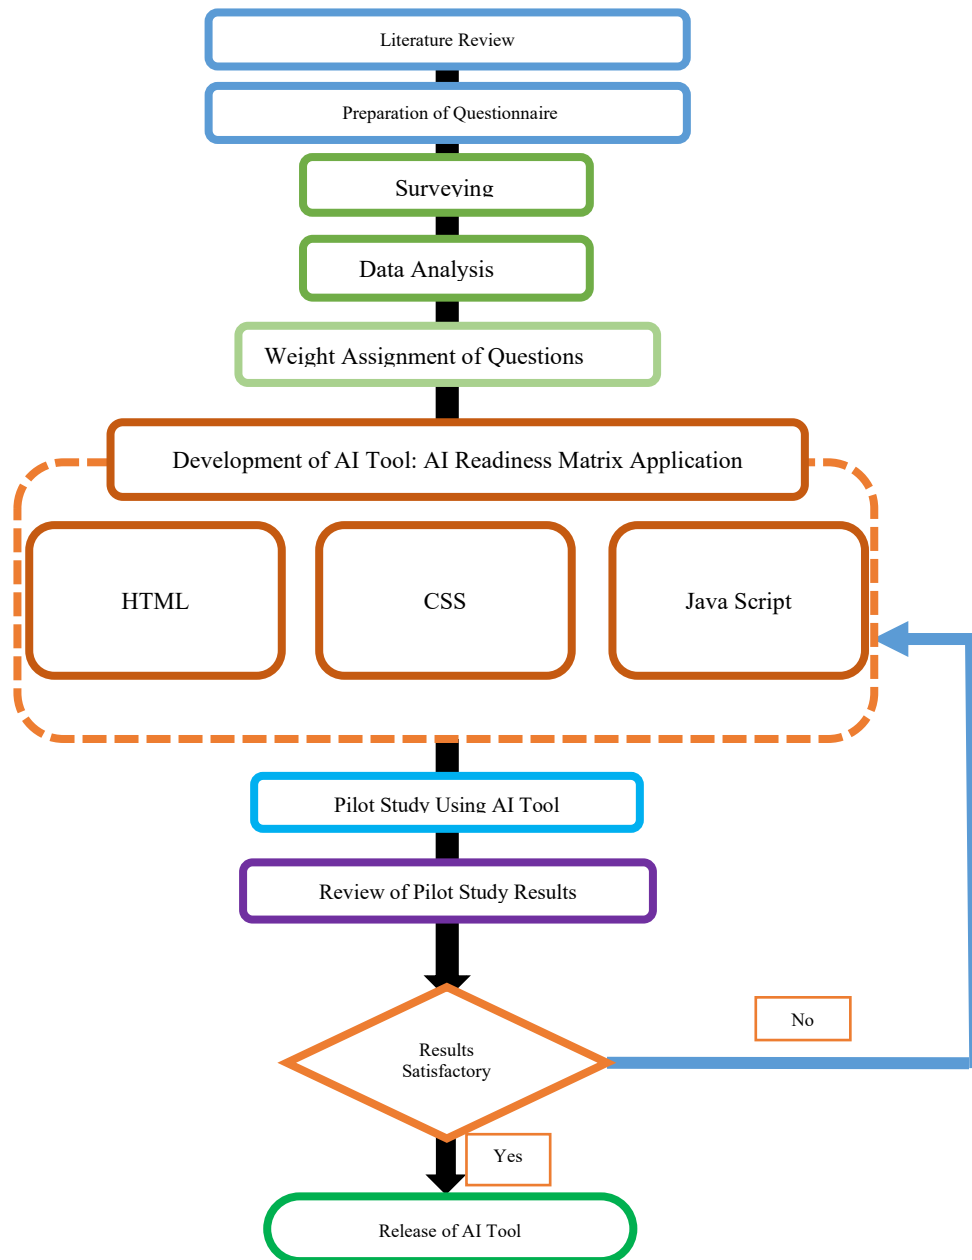 Literature Review
Preparation of Questionnaire
Surveying
Data Analysis
Weight Assignment of Questions
Development of AI Tool: AI Readiness Matrix Application
HTML
CSS
Java Script
Pilot Study Using AI Tool
Review of Pilot Study Results
Results
Satisfactory
No
Yes
Release of AI Tool